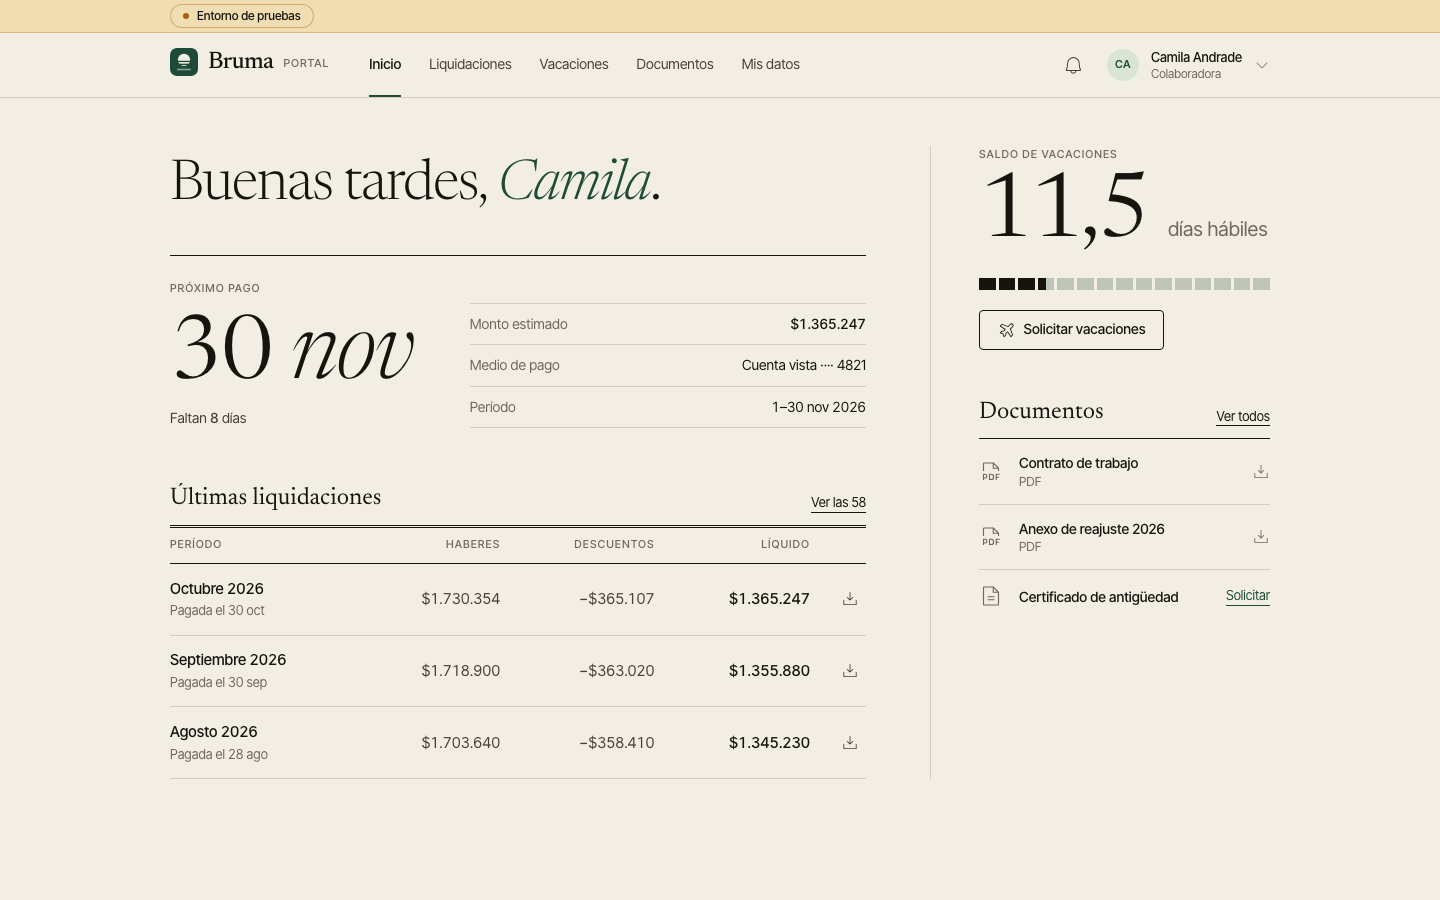 Entorno de pruebas
Bruma PORTAL Inicio Liquidaciones Vacaciones Documentos Mis datos CA Camila Andrade
Colaboradora
Buenas tardes, Camila.
PRÓXIMO PAGO
30 nov
Faltan 8 días
Monto estimado $1.365.247
Medio de pago Cuenta vista ···· 4821
Período 1–30 nov 2026
Últimas liquidaciones Ver las 58
PERÍODO HABERES DESCUENTOS LÍQUIDO
Octubre 2026 $1.730.354 −$365.107 $1.365.247
Pagada el 30 oct
Septiembre 2026 $1.718.900 −$363.020 $1.355.880
Pagada el 30 sep
Agosto 2026 $1.703.640 −$358.410 $1.345.230
Pagada el 28 ago
SALDO DE VACACIONES
11,5 días hábiles
Solicitar vacaciones
Documentos Ver todos
PDF Contrato de trabajo
PDF
PDF Anexo de reajuste 2026
PDF
Certificado de antigüedad Solicitar